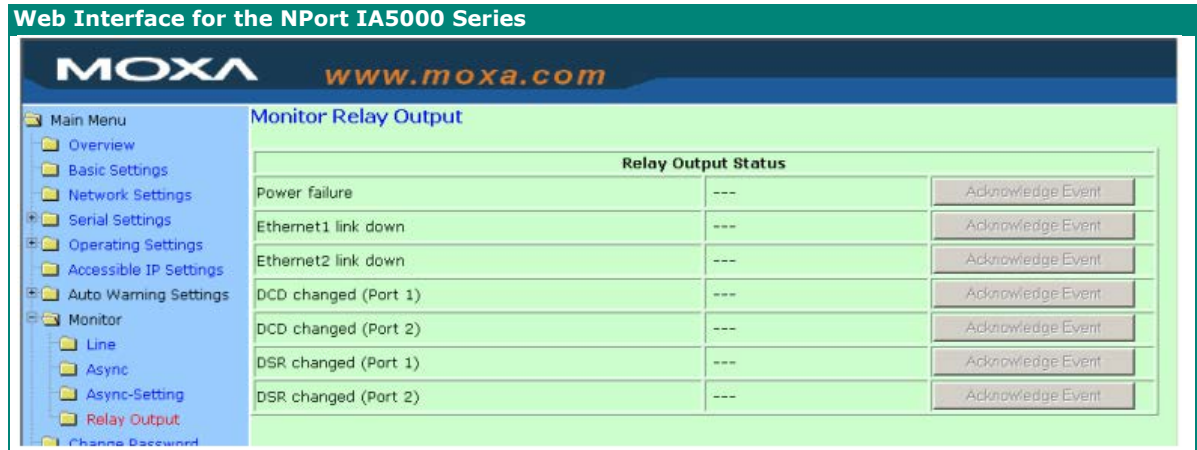 Web Interface for the NPort IA5000 Series
MOXA www.moxa.com
Main Menu
Overview
Basic Settings
Network Settings
Serial Settings
Operating Settings
Accessible IP Settings
Auto Warning Settings
Monitor
Line
Async
Async-Setting
Relay Output
Change Password
Monitor Relay Output
Relay Output Status
Power failure --- Acknowledge Event
Ethernet1 link down --- Acknowledge Event
Ethernet2 link down --- Acknowledge Event
DCD changed (Port 1) --- Acknowledge Event
DCD changed (Port 2) --- Acknowledge Event
DSR changed (Port 1) --- Acknowledge Event
DSR changed (Port 2) --- Acknowledge Event